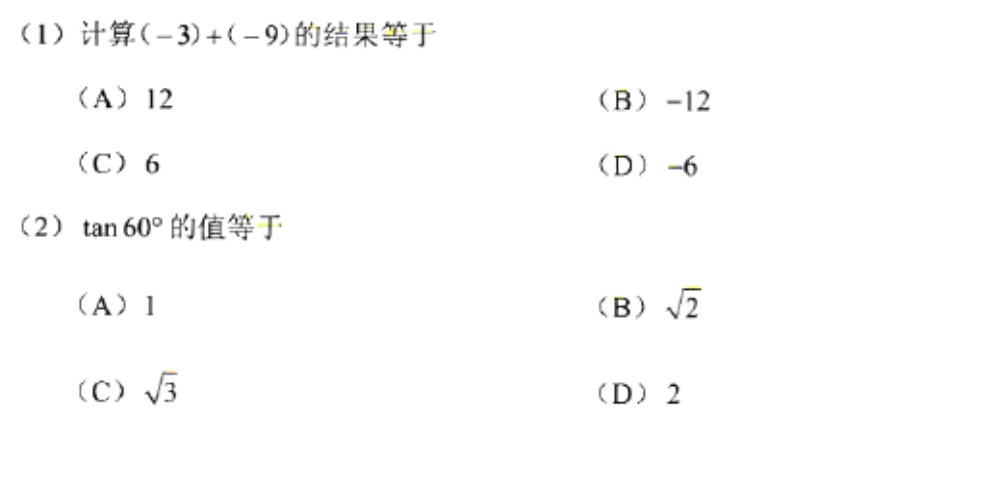 （1）计算(－3)+(－9)的结果等于
（A）12 （B）－12
（C）6 （D）－6
（2）tan 60° 的值等于
（A）1 （B）√2
（C）√3 （D）2